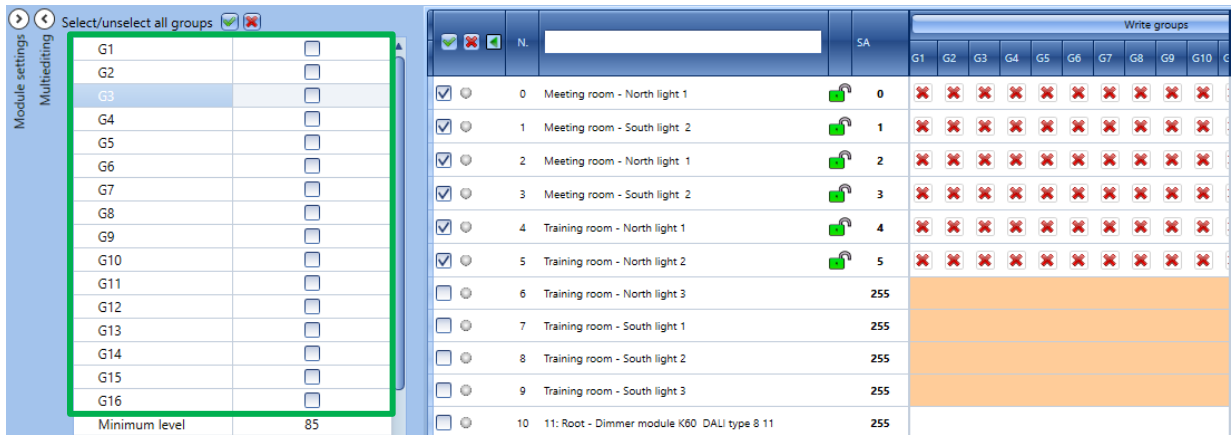 Module settings
Multiediting
Select/unselect all groups
G1
G2
G3
G4
G5
G6
G7
G8
G9
G10
G11
G12
G13
G14
G15
G16
Minimum level 85
N. SA Write groups
G1 G2 G3 G4 G5 G6 G7 G8 G9 G10
0 Meeting room - North light 1 0
1 Meeting room - South light 2 1
2 Meeting room - North light 1 2
3 Meeting room - South light 2 3
4 Training room - North light 1 4
5 Training room - North light 2 5
6 Training room - North light 3 255
7 Training room - South light 1 255
8 Training room - South light 2 255
9 Training room - South light 3 255
10 11: Root - Dimmer module K60 DALI type 8 11 255